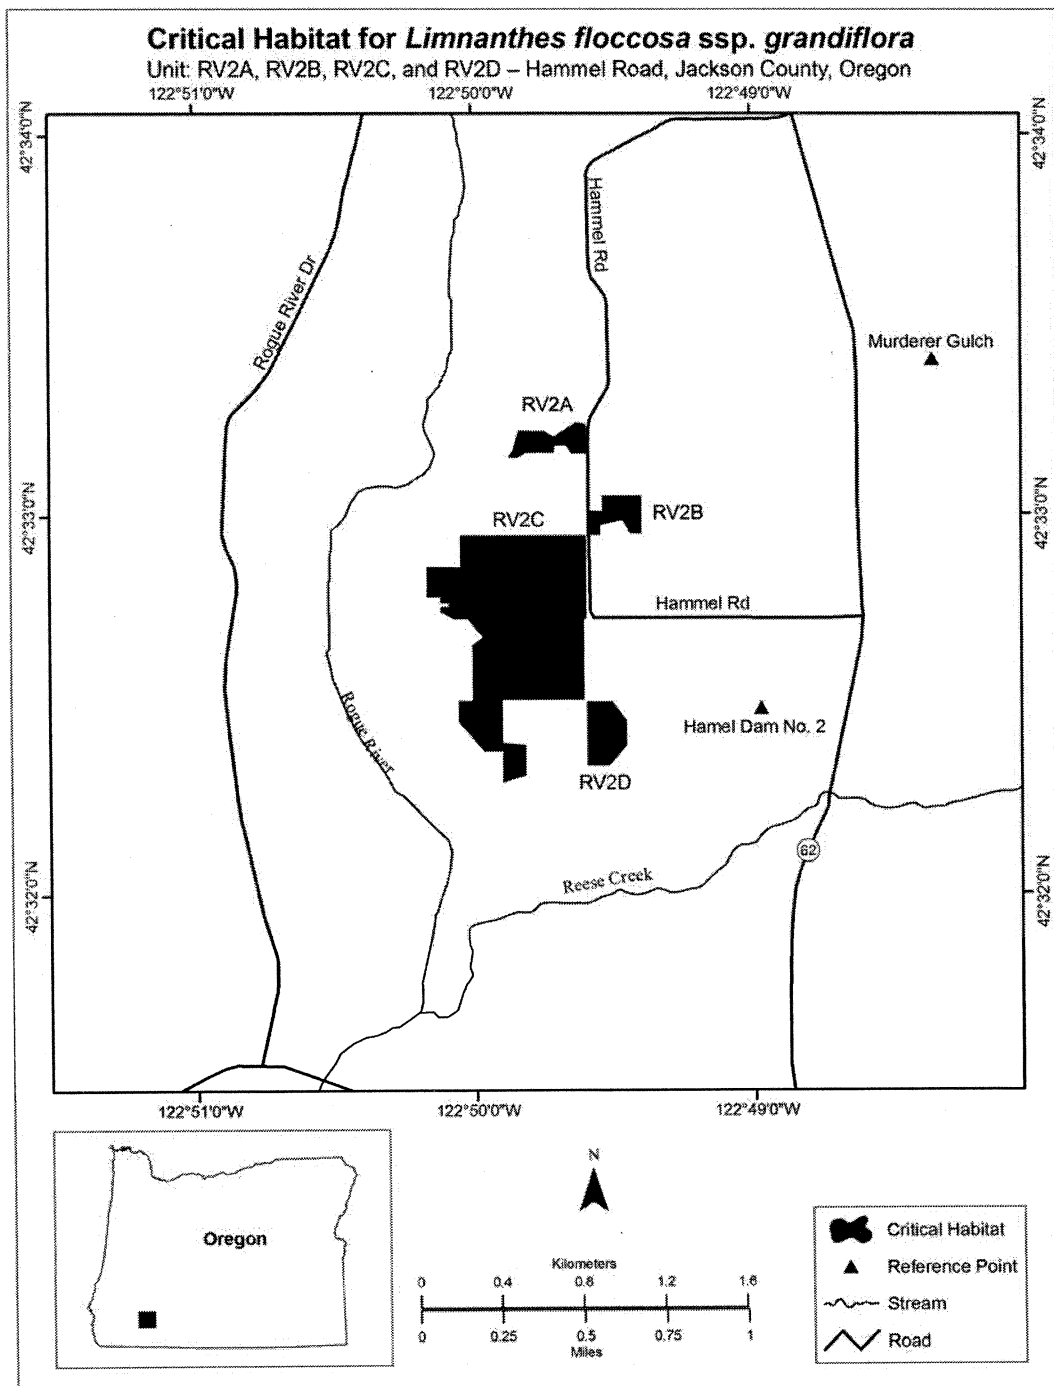 Critical Habitat for Limnanthes floccosa ssp. grandiflora
Unit: RV2A, RV2B, RV2C, and RV2D – Hammel Road, Jackson County, Oregon
122°51'0"W
122°50'0"W
122°49'0"W
42°34'0"N
42°34'0"N
Hammel Rd
Rogue River Dr
Murderer Gulch
RV2A
42°33'0"N
RV2C
RV2B
42°33'0"N
Hammel Rd
Rogue River
Hamel Dam No. 2
RV2D
62
Reese Creek
42°32'0"N
42°32'0"N
122°51'0"W
122°50'0"W
122°49'0"W
Oregon
N
Kilometers
0 0.4 0.8 1.2 1.6
0 0.25 0.5 0.75 1
Miles
Critical Habitat
Reference Point
Stream
Road